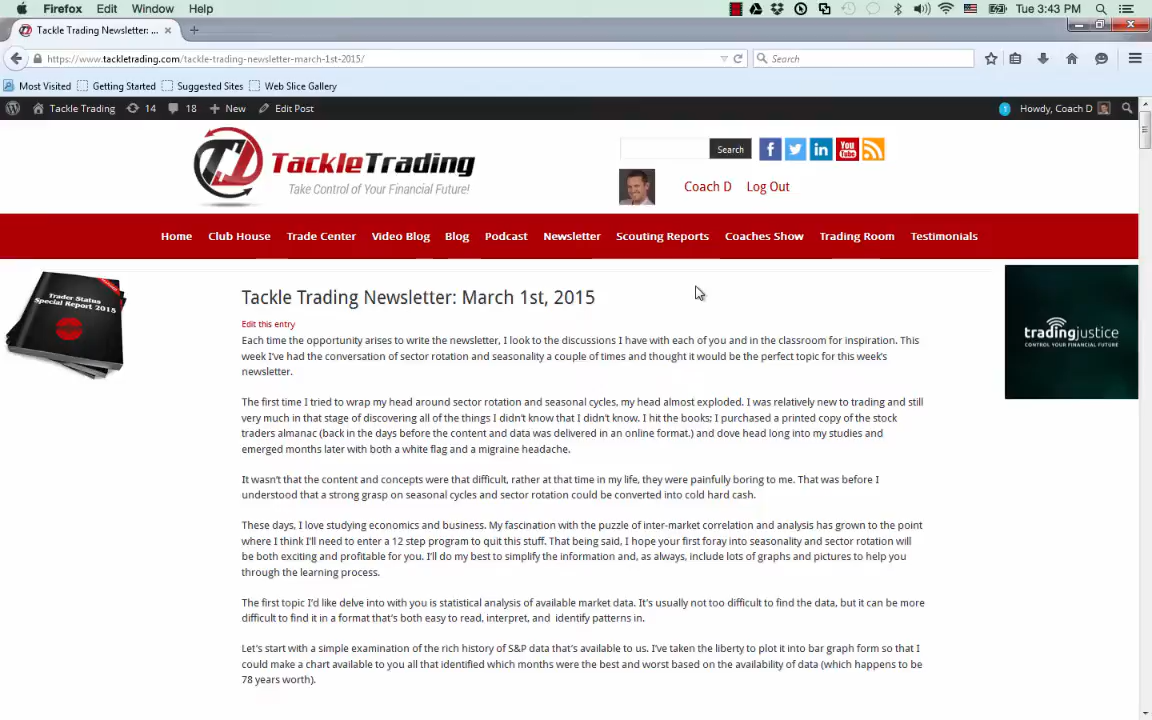 Firefox Edit Window Help Tue 3:43 PM
Tackle Trading Newsletter: ...
https://www.tackletrading.com/tackle-trading-newsletter-march-1st-2015/ Search
Most Visited Getting Started Suggested Sites Web Slice Gallery
Tackle Trading 14 18 New Edit Post 1 Howdy, Coach D
TackleTrading
Take Control of Your Financial Future!
Search You Tube
Coach D Log Out
Home Club House Trade Center Video Blog Blog Podcast Newsletter Scouting Reports Coaches Show Trading Room Testimonials
Trader Status
Special Report 2015
tradingjustice
CONTROL YOUR FINANCIAL FUTURE
Tackle Trading Newsletter: March 1st, 2015
Edit this entry
Each time the opportunity arises to write the newsletter, I look to the discussions I have with each of you and in the classroom for inspiration. This
week I've had the conversation of sector rotation and seasonality a couple of times and thought it would be the perfect topic for this week's
newsletter.
The first time I tried to wrap my head around sector rotation and seasonal cycles, my head almost exploded. I was relatively new to trading and still
very much in that stage of discovering all of the things I didn't know that I didn't know. I hit the books; I purchased a printed copy of the stock
traders almanac (back in the days before the content and data was delivered in an online format.) and dove head long into my studies and
emerged months later with both a white flag and a migraine headache.
It wasn't that the content and concepts were that difficult, rather at that time in my life, they were painfully boring to me. That was before I
understood that a strong grasp on seasonal cycles and sector rotation could be converted into cold hard cash.
These days, I love studying economics and business. My fascination with the puzzle of inter-market correlation and analysis has grown to the point
where I think I'll need to enter a 12 step program to quit this stuff. That being said, I hope your first foray into seasonality and sector rotation will
be both exciting and profitable for you. I'll do my best to simplify the information and, as always, include lots of graphs and pictures to help you
through the learning process.
The first topic I'd like delve into with you is statistical analysis of available market data. It's usually not too difficult to find the data, but it can be more
difficult to find it in a format that's both easy to read, interpret, and identify patterns in.
Let's start with a simple examination of the rich history of S&P data that's available to us. I've taken the liberty to plot it into bar graph form so that I
could make a chart available to you all that identified which months were the best and worst based on the availability of data (which happens to be
78 years worth).